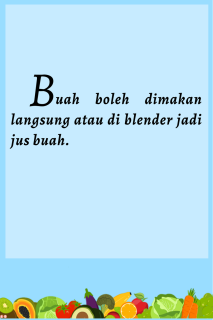 Buah boleh dimakan
langsung atau di blender jadi
jus buah.